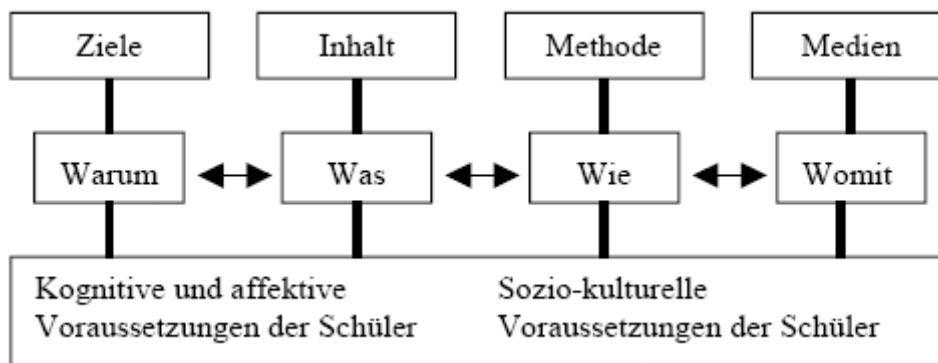 Ziele Inhalt Methode Medien
Warum Was Wie Womit
Kognitive und affektive
Voraussetzungen der Schüler
Sozio-kulturelle
Voraussetzungen der Schüler